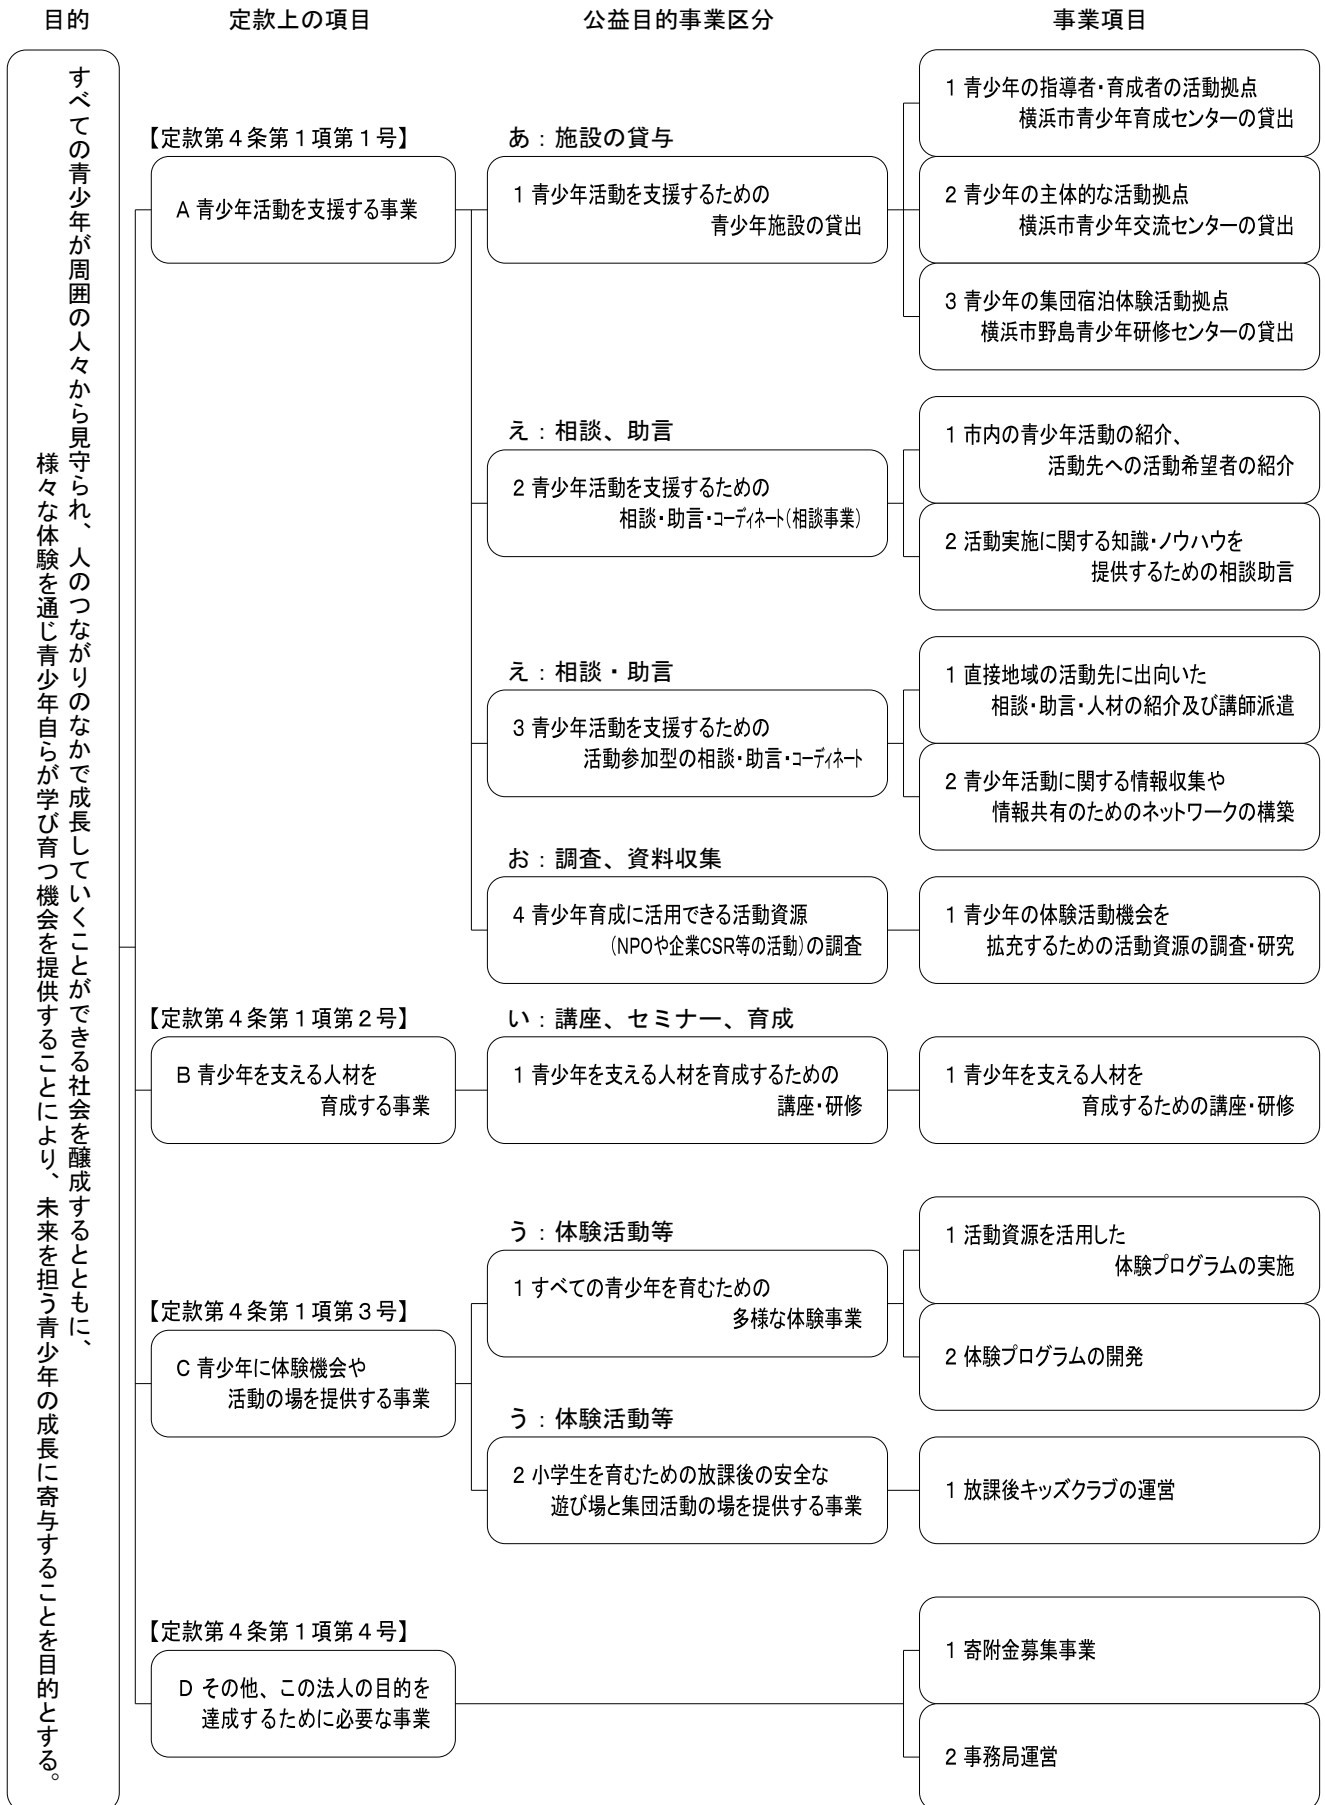 目的
定款上の項目
公益目的事業区分
事業項目
すべての青少年が周囲の人々から見守られ、人のつながりのなかで成長していくことができる社会を醸成するとともに、
様々な体験を通じ青少年自らが学び育つ機会を提供することにより、未来を担う青少年の成長に寄与することを目的とする。
【定款第４条第１項第１号】
A 青少年活動を支援する事業
あ：施設の貸与
1 青少年活動を支援するための
青少年施設の貸出
1 青少年の指導者・育成者の活動拠点
横浜市青少年育成センターの貸出
2 青少年の主体的な活動拠点
横浜市青少年交流センターの貸出
3 青少年の集団宿泊体験活動拠点
横浜市野島青少年研修センターの貸出
え：相談、助言
2 青少年活動を支援するための
相談・助言・コーディネート(相談事業)
1 市内の青少年活動の紹介、
活動先への活動希望者の紹介
2 活動実施に関する知識・ノウハウを
提供するための相談助言
え：相談・助言
3 青少年活動を支援するための
活動参加型の相談・助言・コーディネート
1 直接地域の活動先に出向いた
相談・助言・人材の紹介及び講師派遣
2 青少年活動に関する情報収集や
情報共有のためのネットワークの構築
お：調査、資料収集
4 青少年育成に活用できる活動資源
(NPOや企業CSR等の活動)の調査
1 青少年の体験活動機会を
拡充するための活動資源の調査・研究
【定款第４条第１項第２号】
B 青少年を支える人材を
育成する事業
い：講座、セミナー、育成
1 青少年を支える人材を育成するための
講座・研修
1 青少年を支える人材を
育成するための講座・研修
【定款第４条第１項第３号】
C 青少年に体験機会や
活動の場を提供する事業
う：体験活動等
1 すべての青少年を育むための
多様な体験事業
1 活動資源を活用した
体験プログラムの実施
2 体験プログラムの開発
う：体験活動等
2 小学生を育むための放課後の安全な
遊び場と集団活動の場を提供する事業
1 放課後キッズクラブの運営
【定款第４条第１項第４号】
D その他、この法人の目的を
達成するために必要な事業
1 寄附金募集事業
2 事務局運営